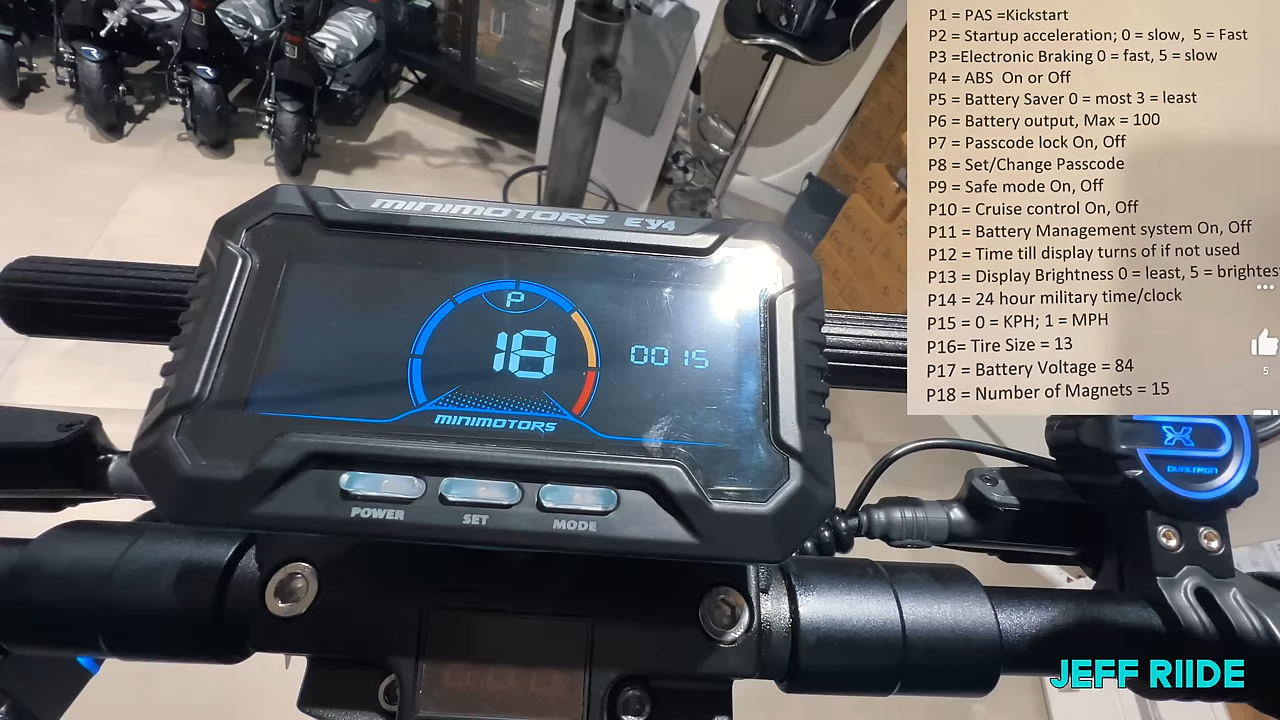 P1 = PAS =Kickstart
P2 = Startup acceleration; 0 = slow, 5 = Fast
P3 =Electronic Braking 0 = fast, 5 = slow
P4 = ABS On or Off
P5 = Battery Saver 0 = most 3 = least
P6 = Battery output, Max = 100
P7 = Passcode lock On, Off
P8 = Set/Change Passcode
P9 = Safe mode On, Off
P10 = Cruise control On, Off
P11 = Battery Management system On, Off
P12 = Time till display turns of if not used
P13 = Display Brightness 0 = least, 5 = brightes
P14 = 24 hour military time/clock
P15 = 0 = KPH; 1 = MPH
P16= Tire Size = 13
P17 = Battery Voltage = 84
P18 = Number of Magnets = 15
5
MINIMOTORS EY4
P
18
0015
MINIMOTORS
POWER SET MODE
DUALTRON
JEFF RIIDE